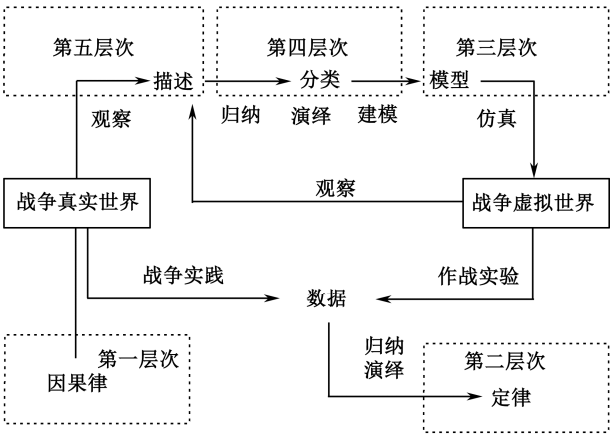 第五层次
第四层次
第三层次
描述
分类
模型
观察
归纳
演绎
建模
仿真
战争真实世界
观察
战争虚拟世界
战争实践
数据
作战实验
第一层次
因果律
归纳
演绎
第二层次
定律